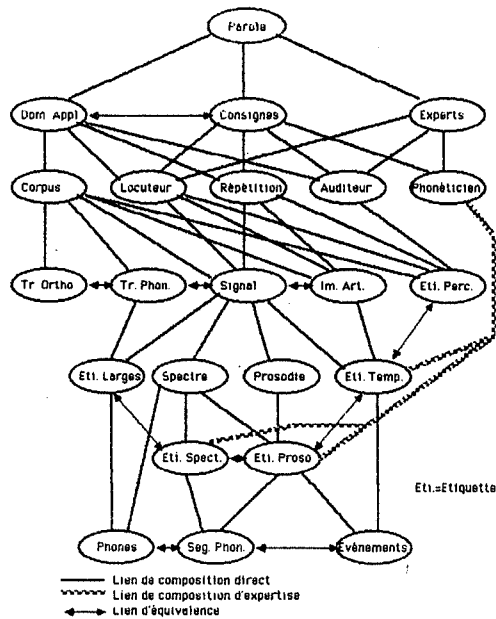 Parole
Dom Appl Consignes Experts
Corpus Locuteur Répétition Auditeur Phonéticien
Tr Ortho Tr. Phon. Signal Im. Art. Eti. Perc.
Eti. Larges Spectre Prosodie Eti. Temp.
Eti. Spect. Eti. Proso
Eti.=Etiquette
Phones Seg. Phon. Evènements
Lien de composition direct
Lien de composition d'expertise
Lien d'équivalence